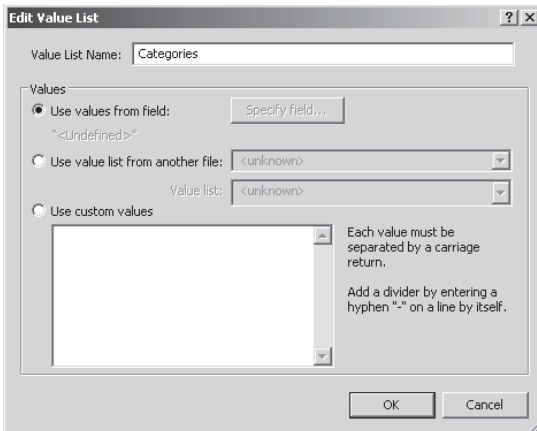 Edit Value List
Value List Name: Categories
Values
Use values from field: Specify field...
"<Undefined>"
Use value list from another file: <unknown>
Value list: <unknown>
Use custom values
Each value must be
separated by a carriage
return.
Add a divider by entering a
hyphen "-" on a line by itself.
OK Cancel